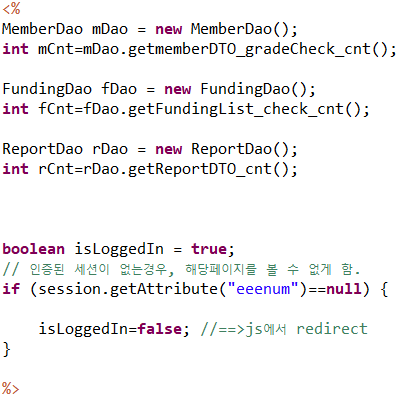 <%
MemberDao mDao = new MemberDao();
int mCnt=mDao.getmemberDTO_gradeCheck_cnt();
FundingDao fDao = new FundingDao();
int fCnt=fDao.getFundingList_check_cnt();
ReportDao rDao = new ReportDao();
int rCnt=rDao.getReportDTO_cnt();
boolean isLoggedIn = true;
// 인증된 세션이 없는경우, 해당페이지를 볼 수 없게 함.
if (session.getAttribute("eeenum")==null) {
isLoggedIn=false; //==>js에서 redirect
}
%>